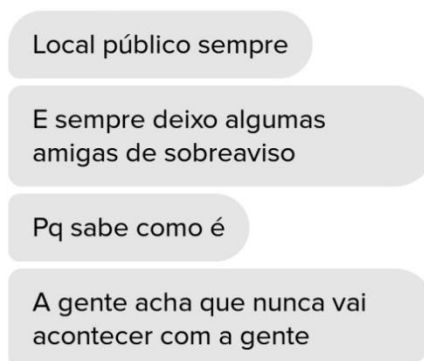 Local público sempre
E sempre deixo algumas
amigas de sobreaviso
Pq sabe como é
A gente acha que nunca vai
acontecer com a gente